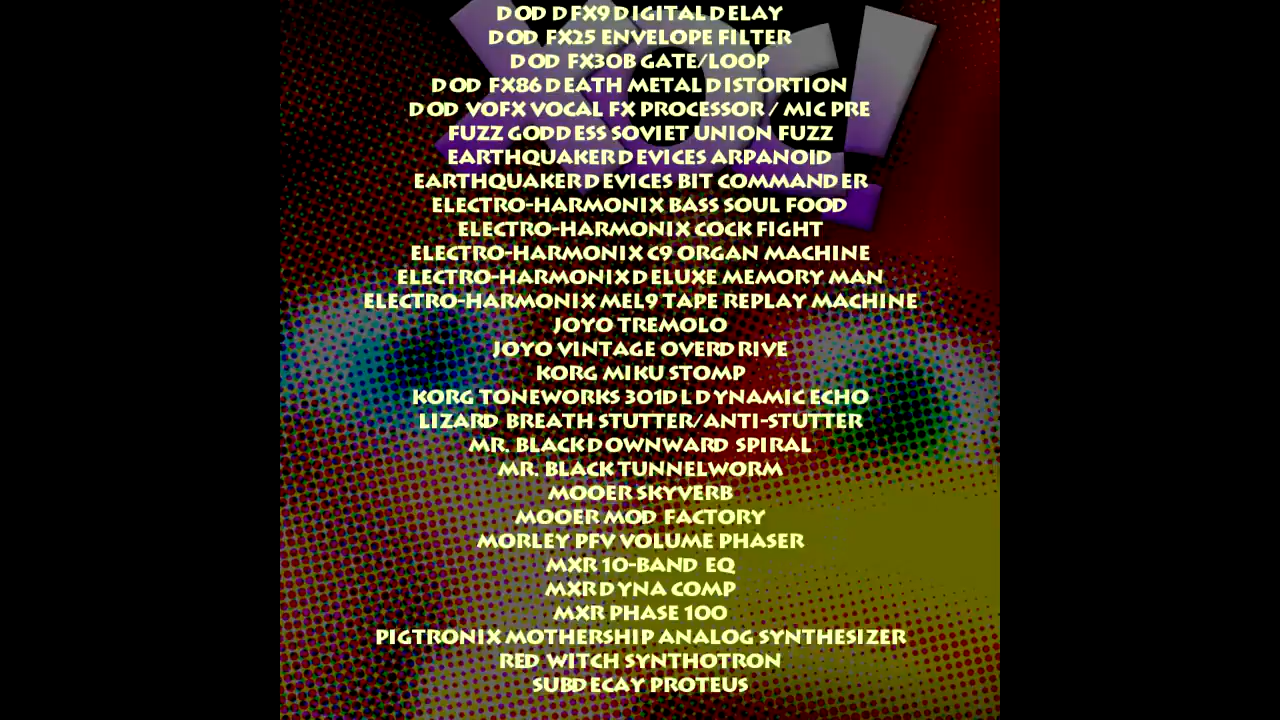 DOD DFX9 DIGITAL DELAY
DOD FX25 ENVELOPE FILTER
DOD FX30B GATE/LOOP
DOD FX86 DEATH METAL DISTORTION
DOD VOFX VOCAL FX PROCESSOR / MIC PRE
FUZZ GODDESS SOVIET UNION FUZZ
EARTHQUAKER DEVICES ARPANOID
EARTHQUAKER DEVICES BIT COMMANDER
ELECTRO-HARMONIX BASS SOUL FOOD
ELECTRO-HARMONIX COCK FIGHT
ELECTRO-HARMONIX C9 ORGAN MACHINE
ELECTRO-HARMONIX DELUXE MEMORY MAN
ELECTRO-HARMONIX MEL9 TAPE REPLAY MACHINE
JOYO TREMOLO
JOYO VINTAGE OVERDRIVE
KORG MIKU STOMP
KORG TONEWORKS 301DL DYNAMIC ECHO
LIZARD BREATH STUTTER/ANTI-STUTTER
MR. BLACK DOWNWARD SPIRAL
MR. BLACK TUNNELWORM
MOOER SKYVERB
MOOER MOD FACTORY
MORLEY PFV VOLUME PHASER
MXR 10-BAND EQ
MXR DYNA COMP
MXR PHASE 100
PIGTRONIX MOTHERSHIP ANALOG SYNTHESIZER
RED WITCH SYNTHOTRON
SUBDECAY PROTEUS